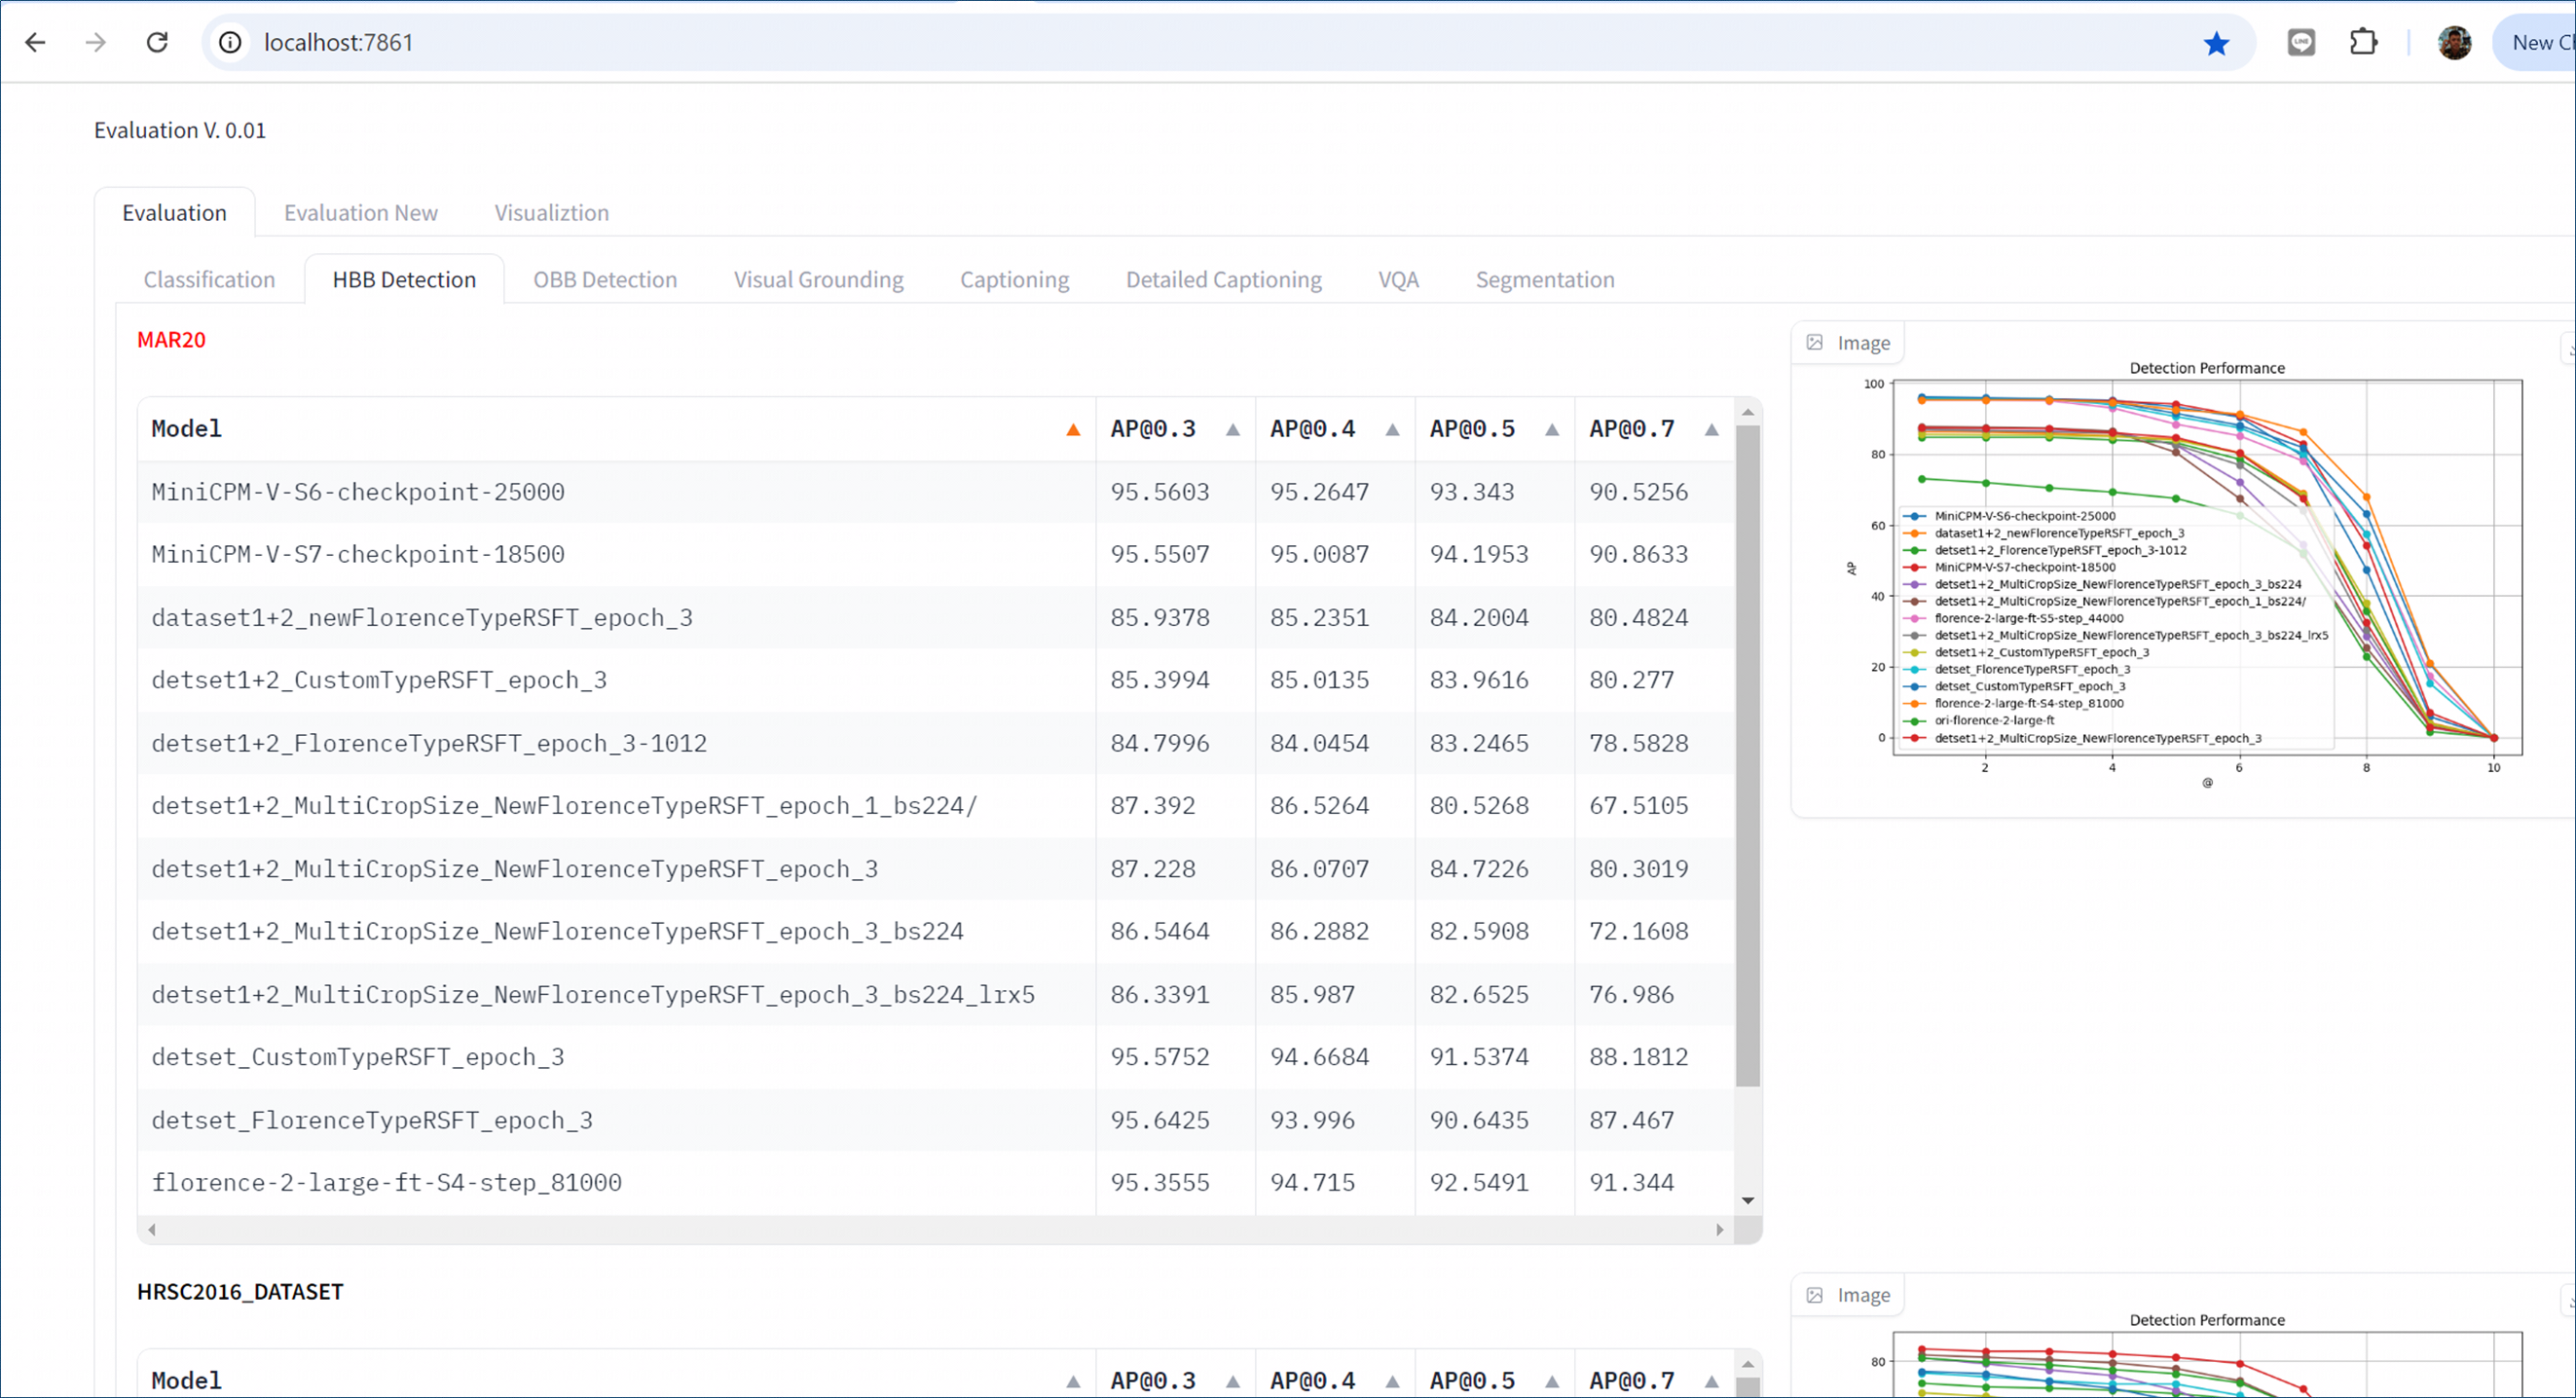 localhost:7861
New Ch
Evaluation V. 0.01
Evaluation Evaluation New Visualiztion
Classification HBB Detection OBB Detection Visual Grounding Captioning Detailed Captioning VQA Segmentation
MAR20
Model AP@0.3 AP@0.4 AP@0.5 AP@0.7
MiniCPM-V-S6-checkpoint-25000 95.5603 95.2647 93.343 90.5256
MiniCPM-V-S7-checkpoint-18500 95.5507 95.0087 94.1953 90.8633
dataset1+2_newFlorenceTypeRSFT_epoch_3 85.9378 85.2351 84.2004 80.4824
detset1+2_CustomTypeRSFT_epoch_3 85.3994 85.0135 83.9616 80.277
detset1+2_FlorenceTypeRSFT_epoch_3-1012 84.7996 84.0454 83.2465 78.5828
detset1+2_MultiCropSize_NewFlorenceTypeRSFT_epoch_1_bs224/ 87.392 86.5264 80.5268 67.5105
detset1+2_MultiCropSize_NewFlorenceTypeRSFT_epoch_3 87.228 86.0707 84.7226 80.3019
detset1+2_MultiCropSize_NewFlorenceTypeRSFT_epoch_3_bs224 86.5464 86.2882 82.5908 72.1608
detset1+2_MultiCropSize_NewFlorenceTypeRSFT_epoch_3_bs224_lrx5 86.3391 85.987 82.6525 76.986
detset_CustomTypeRSFT_epoch_3 95.5752 94.6684 91.5374 88.1812
detset_FlorenceTypeRSFT_epoch_3 95.6425 93.996 90.6435 87.467
florence-2-large-ft-S4-step_81000 95.3555 94.715 92.5491 91.344
Image
Detection Performance
100
80
60
40
20
0
AP
MiniCPM-V-S6-checkpoint-25000
dataset1+2_newFlorenceTypeRSFT_epoch_3
detset1+2_FlorenceTypeRSFT_epoch_3-1012
MiniCPM-V-S7-checkpoint-18500
detset1+2_MultiCropSize_NewFlorenceTypeRSFT_epoch_3_bs224
detset1+2_MultiCropSize_NewFlorenceTypeRSFT_epoch_1_bs224/
florence-2-large-ft-S5-step_44000
detset1+2_MultiCropSize_NewFlorenceTypeRSFT_epoch_3_bs224_lrx5
detset1+2_CustomTypeRSFT_epoch_3
detset_FlorenceTypeRSFT_epoch_3
detset_CustomTypeRSFT_epoch_3
florence-2-large-ft-S4-step_81000
ori-florence-2-large-ft
detset1+2_MultiCropSize_NewFlorenceTypeRSFT_epoch_3
2 4 6 8 10
@
HRSC2016_DATASET
Model AP@0.3 AP@0.4 AP@0.5 AP@0.7
Image
Detection Performance
80